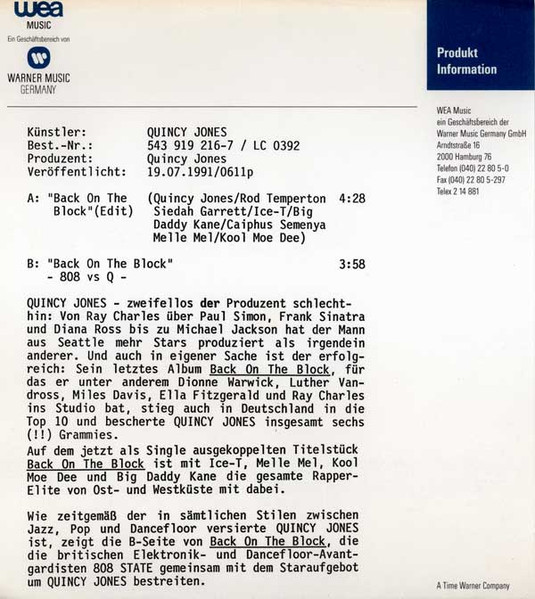 wea
MUSIC
Ein Geschäftsbereich von
WARNER MUSIC
GERMANY
Produkt
Information
WEA Music
ein Geschäftsbereich der
Warner Music Germany GmbH
Arndtstraße 16
2000 Hamburg 76
Telefon (040) 22 80 5-0
Fax (040) 22 80 5-297
Telex 2 14 881
Künstler: QUINCY JONES
Best.-Nr.: 543 919 216-7 / LC 0392
Produzent: Quincy Jones
Veröffentlicht: 19.07.1991/0611p
A: "Back On The (Quincy Jones/Rod Temperton 4:28
Block"(Edit) Siedah Garrett/Ice-T/Big
Daddy Kane/Caiphus Semenya
Melle Mel/Kool Moe Dee)
B: "Back On The Block" 3:58
- 808 vs Q -
QUINCY JONES - zweifellos der Produzent schlecht-
hin: Von Ray Charles über Paul Simon, Frank Sinatra
und Diana Ross bis zu Michael Jackson hat der Mann
aus Seattle mehr Stars produziert als irgendein
anderer. Und auch in eigener Sache ist der erfolg-
reich: Sein letztes Album Back On The Block, für
das er unter anderem Dionne Warwick, Luther Van-
dross, Miles Davis, Ella Fitzgerald und Ray Charles
ins Studio bat, stieg auch in Deutschland in die
Top 10 und bescherte QUINCY JONES insgesamt sechs
(!!) Grammies.
Auf dem jetzt als Single ausgekoppelten Titelstück
Back On The Block ist mit Ice-T, Melle Mel, Kool
Moe Dee und Big Daddy Kane die gesamte Rapper-
Elite von Ost- und Westküste mit dabei.
Wie zeitgemäß der in sämtlichen Stilen zwischen
Jazz, Pop und Dancefloor versierte QUINCY JONES
ist, zeigt die B-Seite von Back On The Block, die
die britischen Elektronik- und Dancefloor-Avant-
gardisten 808 STATE gemeinsam mit dem Staraufgebot
um QUINCY JONES bestreiten.
A Time Warner Company